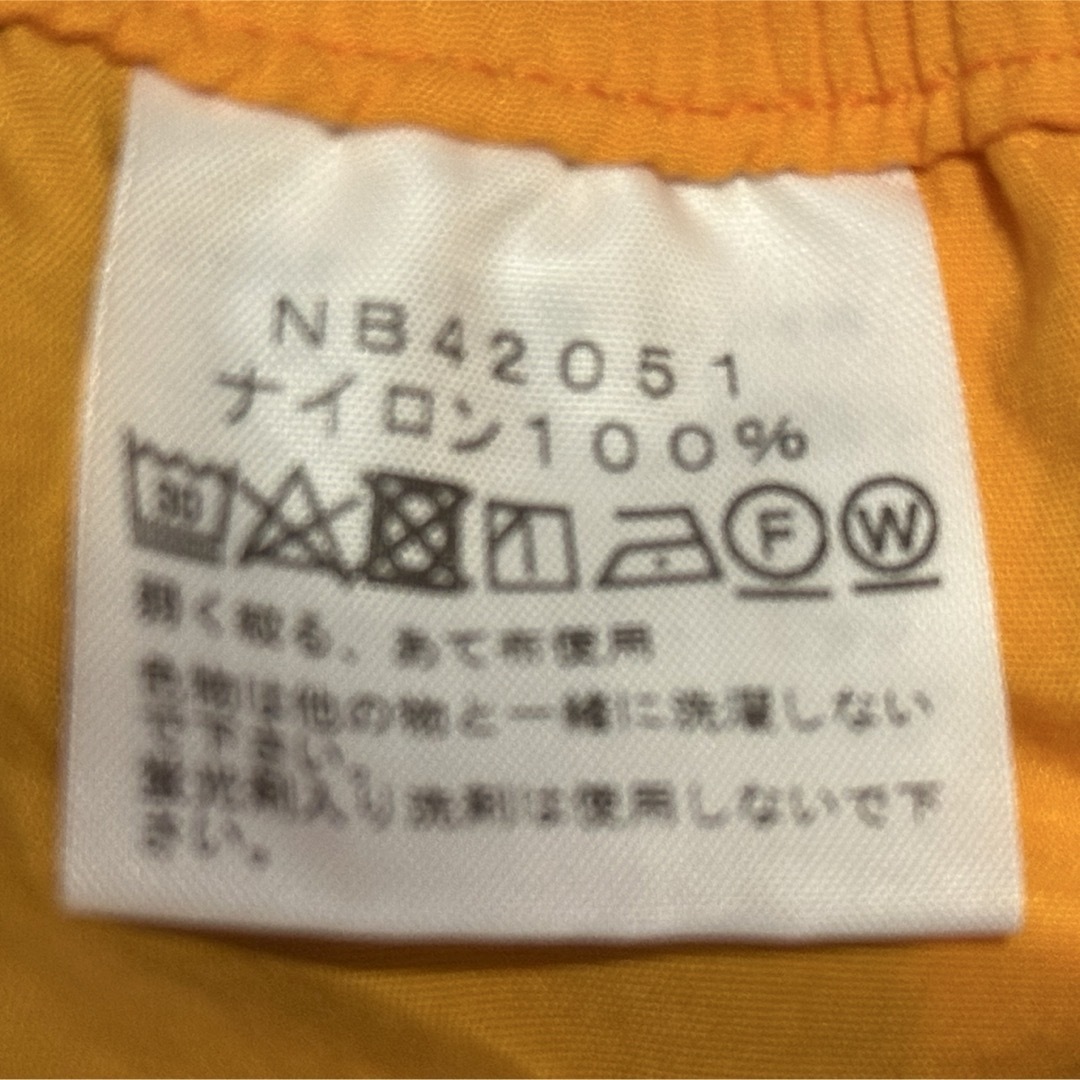 NB42051
ナイロン100%
30 F W
弱く絞る、あて布使用
色物は他の物と一緒に洗濯しない
で下さい。
蛍光剤入り洗剤は使用しないで下
さい。